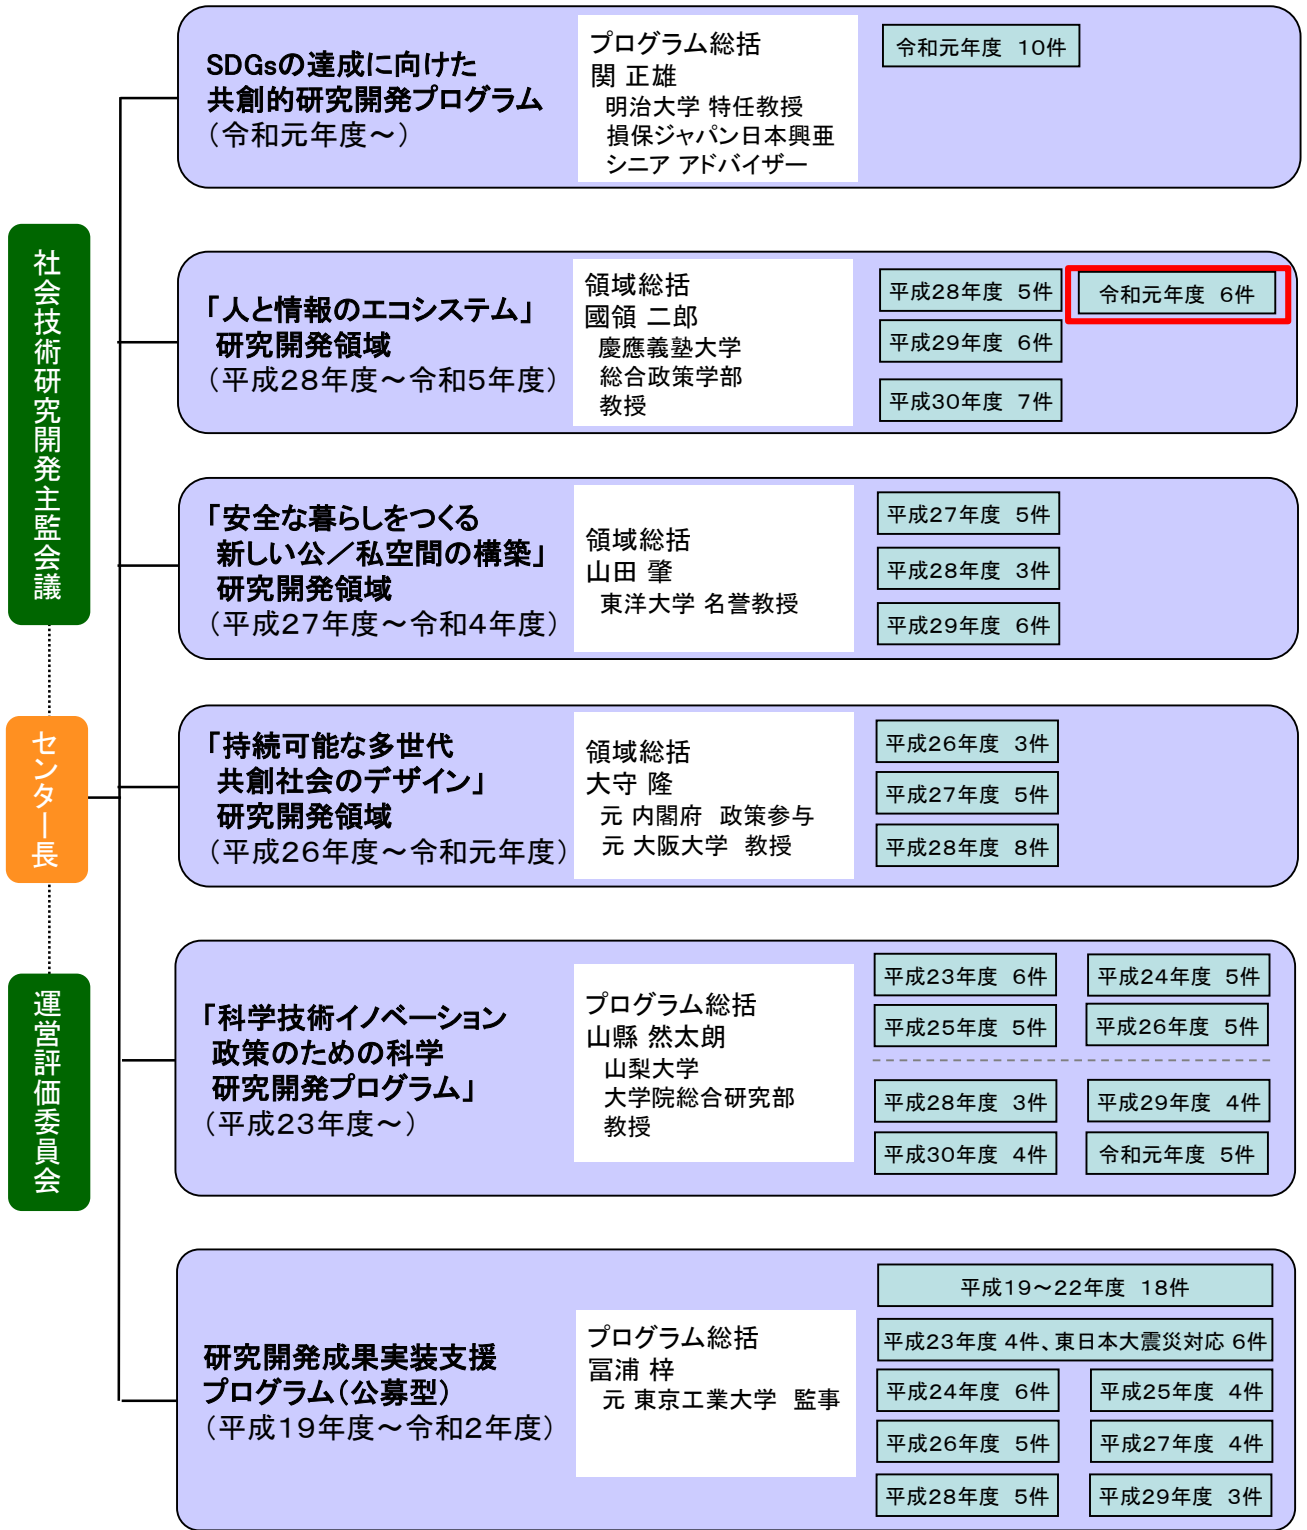 社会技術研究開発主監会議
センター長
運営評価委員会
SDGsの達成に向けた
共創的研究開発プログラム
（令和元年度～）
プログラム総括
関 正雄
明治大学 特任教授
損保ジャパン日本興亜
シニア アドバイザー
令和元年度 10件
「人と情報のエコシステム」
研究開発領域
（平成28年度～令和5年度）
領域総括
國領 二郎
慶應義塾大学
総合政策学部
教授
平成28年度 5件
令和元年度 6件
平成29年度 6件
平成30年度 7件
「安全な暮らしをつくる
新しい公／私空間の構築」
研究開発領域
（平成27年度～令和4年度）
領域総括
山田 肇
東洋大学 名誉教授
平成27年度 5件
平成28年度 3件
平成29年度 6件
「持続可能な多世代
共創社会のデザイン」
研究開発領域
（平成26年度～令和元年度）
領域総括
大守 隆
元 内閣府 政策参与
元 大阪大学 教授
平成26年度 3件
平成27年度 5件
平成28年度 8件
「科学技術イノベーション
政策のための科学
研究開発プログラム」
（平成23年度～）
プログラム総括
山縣 然太朗
山梨大学
大学院総合研究部
教授
平成23年度 6件
平成24年度 5件
平成25年度 5件
平成26年度 5件
平成28年度 3件
平成29年度 4件
平成30年度 4件
令和元年度 5件
研究開発成果実装支援
プログラム（公募型）
（平成19年度～令和2年度）
プログラム総括
冨浦 梓
元 東京工業大学 監事
平成19～22年度 18件
平成23年度 4件、東日本大震災対応 6件
平成24年度 6件
平成25年度 4件
平成26年度 5件
平成27年度 4件
平成28年度 5件
平成29年度 3件